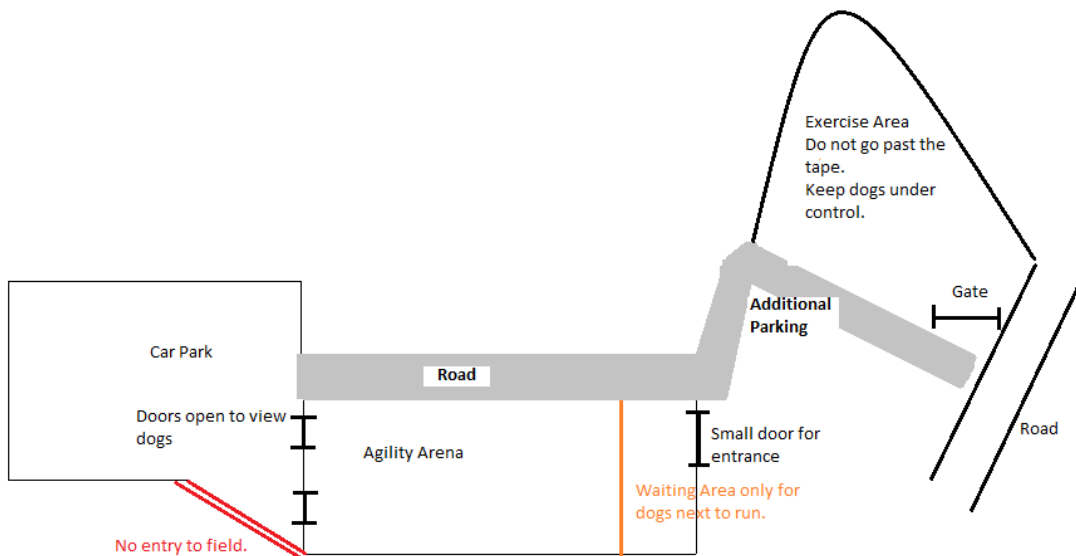 Exercise Area
Do not go past the
tape.
Keep dogs under
control.
Gate
Additional
Parking
Car Park
Road
Doors open to view
dogs
Agility Arena
Small door for
entrance
Road
Waiting Area only for
dogs next to run.
No entry to field.